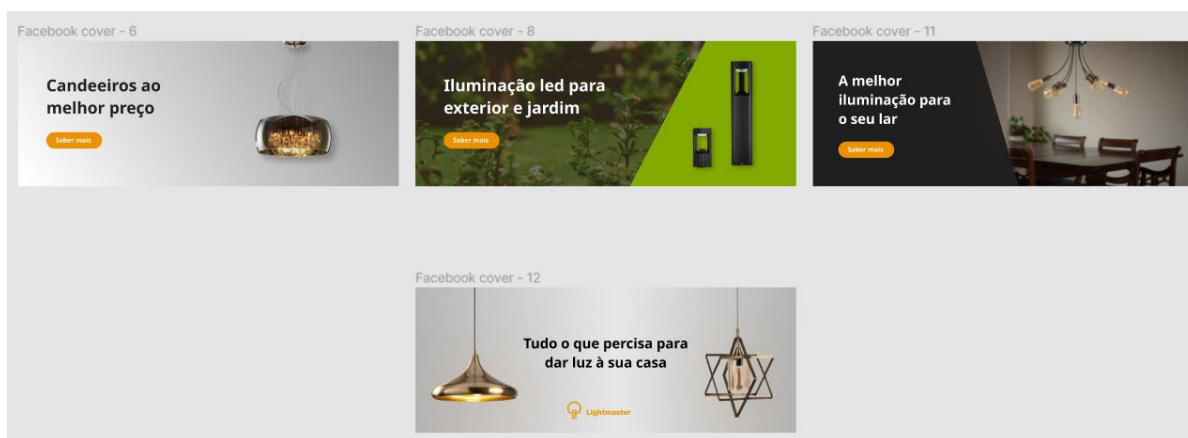 Facebook cover - 6
Candeeiros ao
melhor preço
Saber mais
Facebook cover - 8
Iluminação led para
exterior e jardim
Saber mais
Facebook cover - 11
A melhor
iluminação para
o seu lar
Saber mais
Facebook cover - 12
Tudo o que percisa para
dar luz à sua casa
Lightmaster